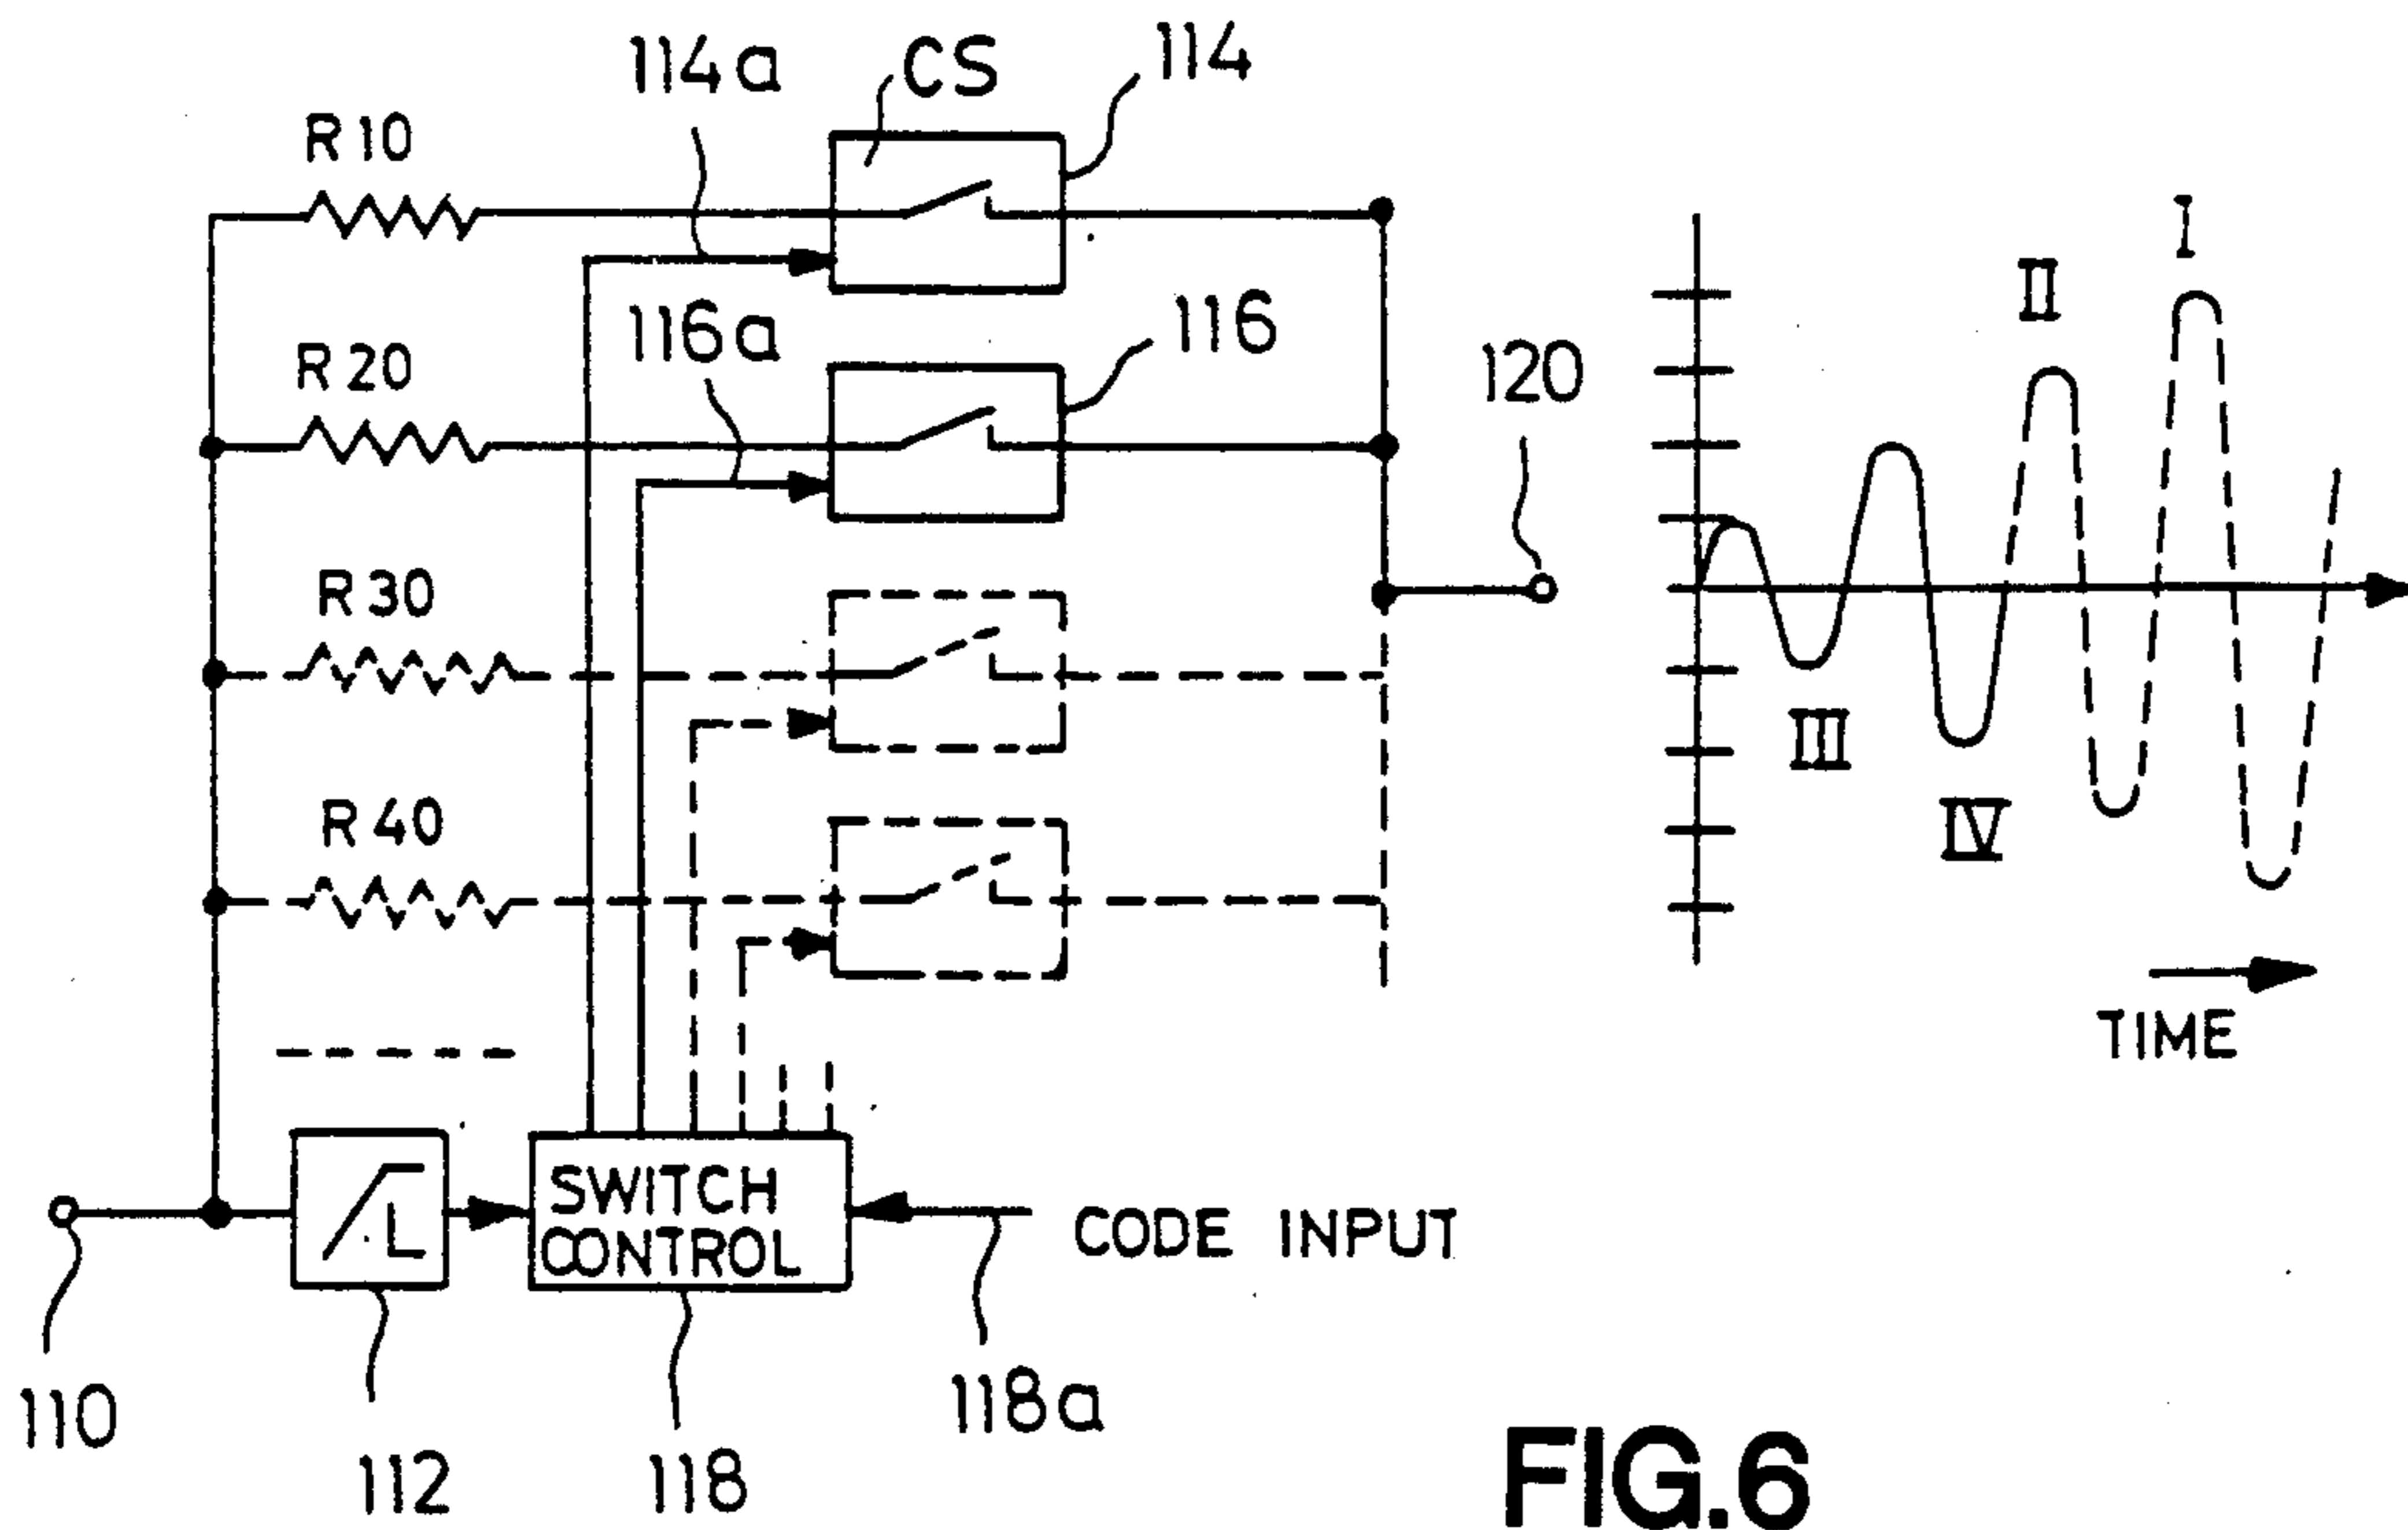 114a
CS
114
R10
116a
116
R20
120
I
II
R30
III
R40
IV
TIME
SWITCH
CONTROL
CODE INPUT
110
112
118
118a
FIG.6